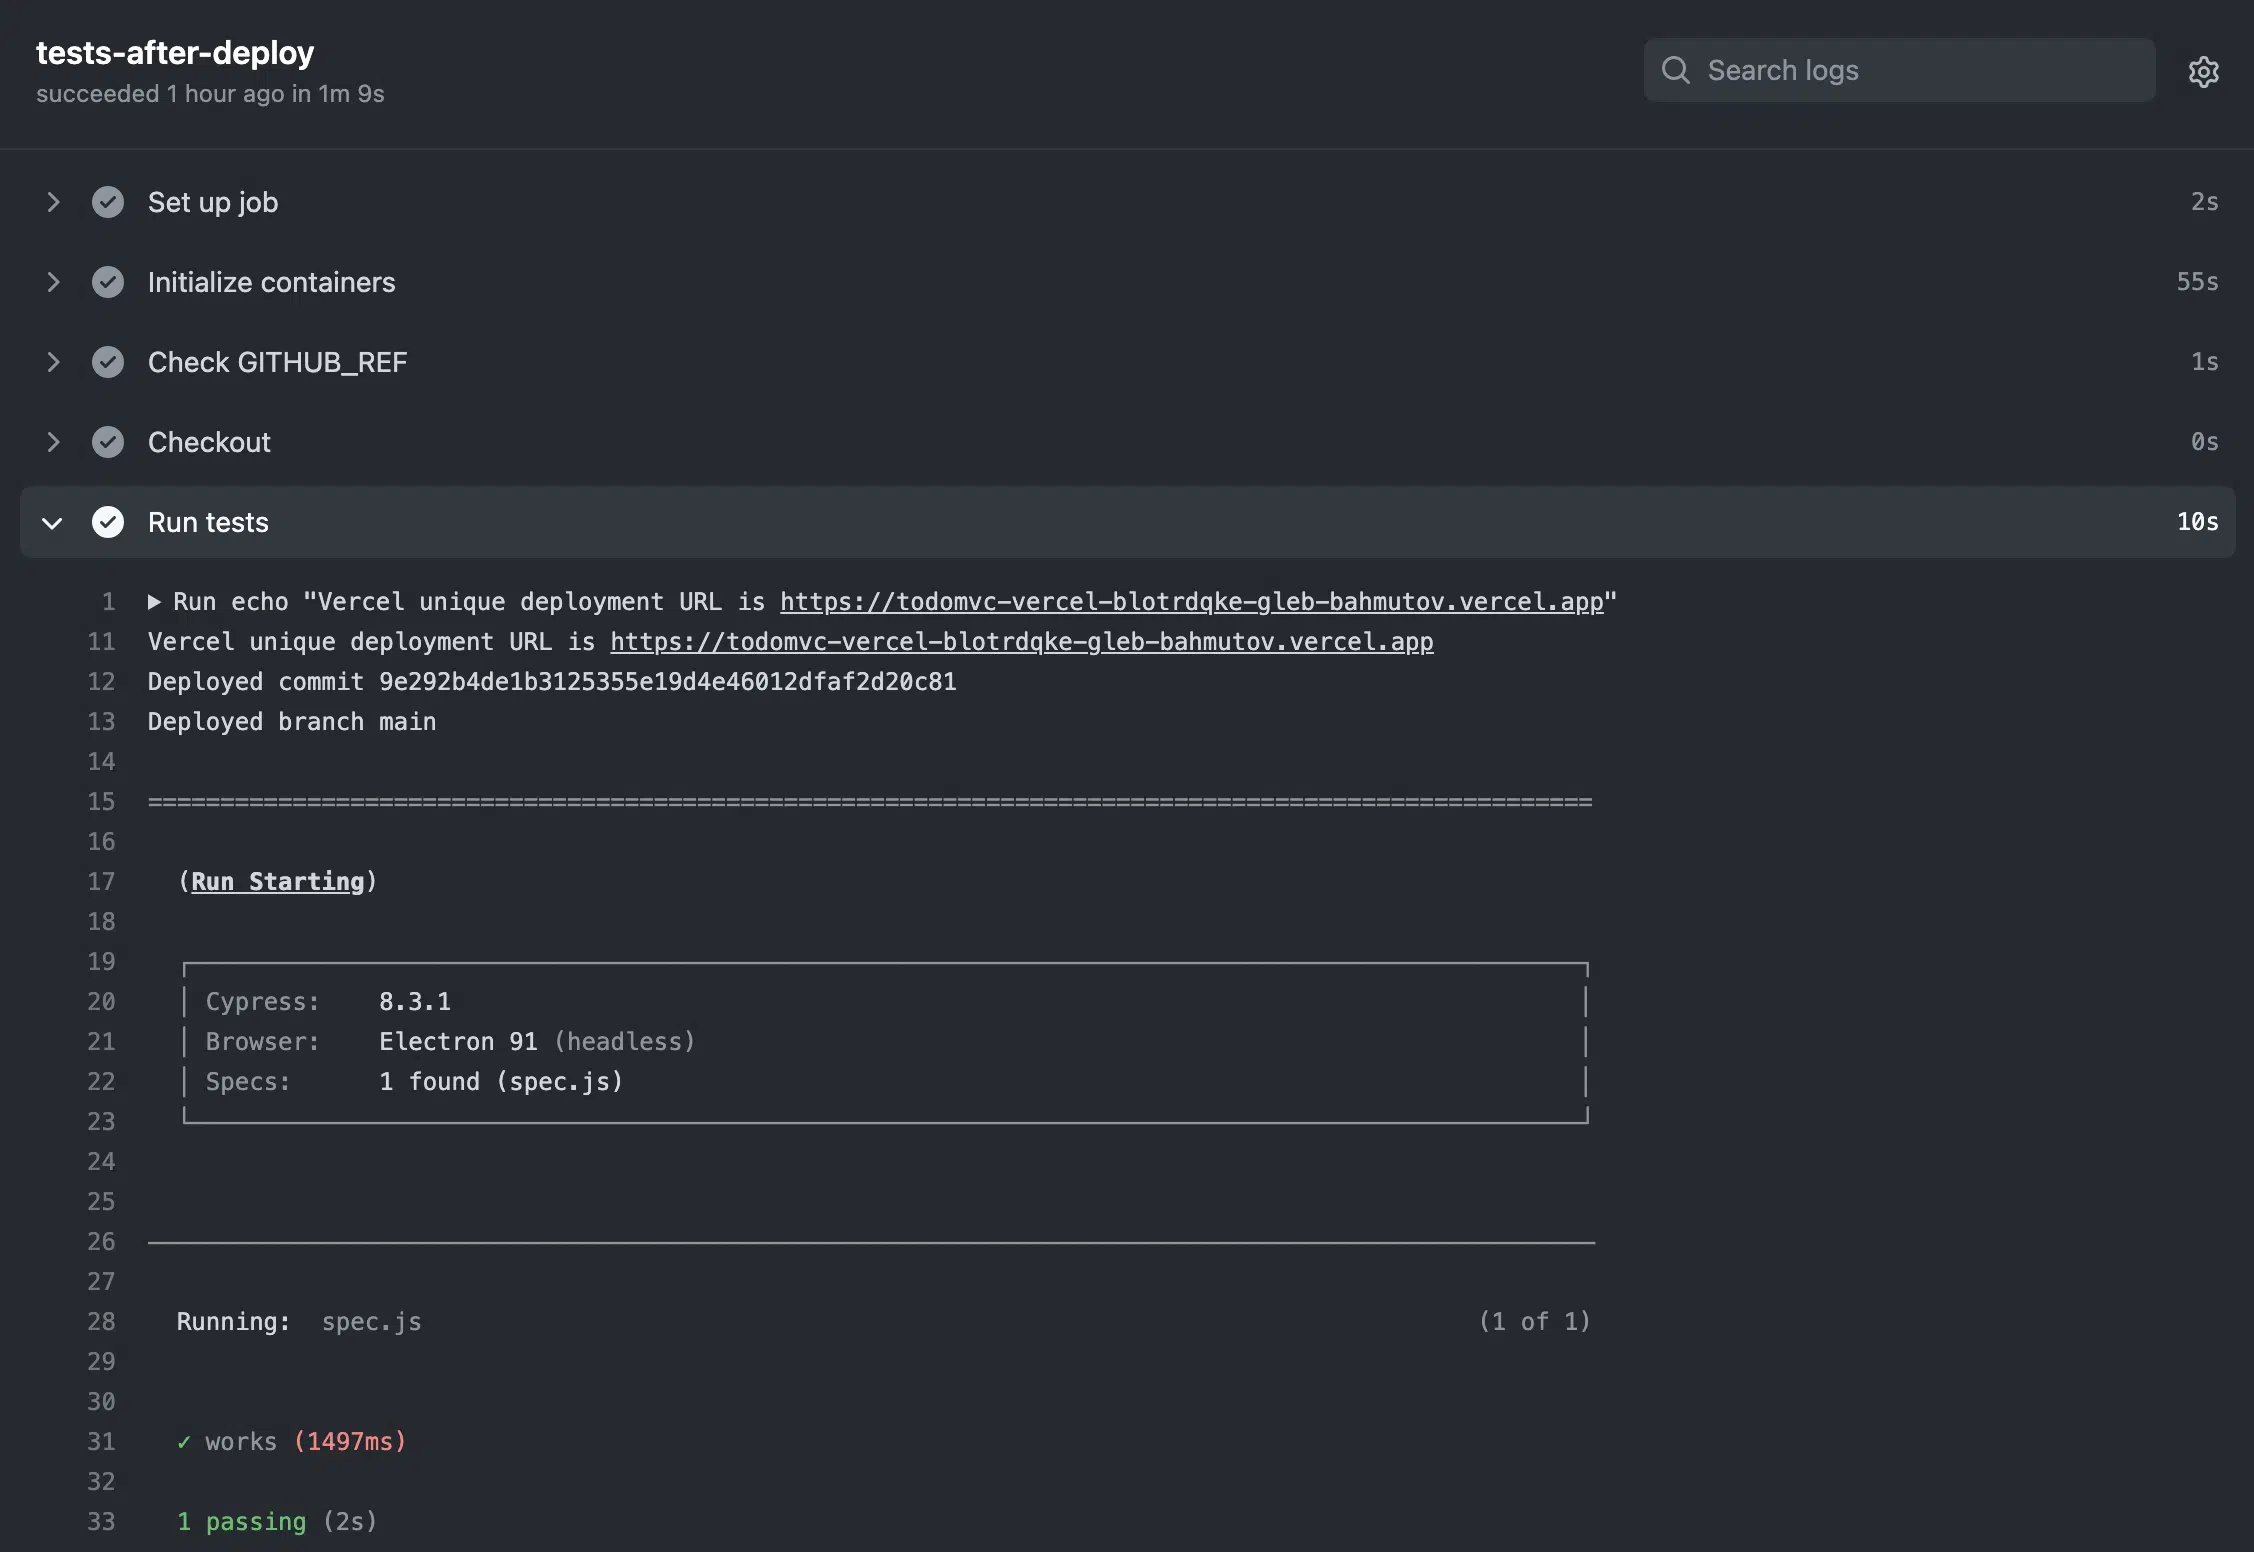 tests-after-deploy
succeeded 1 hour ago in 1m 9s
Search logs
Set up job 2s
Initialize containers 55s
Check GITHUB_REF 1s
Checkout 0s
Run tests 10s
1 Run echo "Vercel unique deployment URL is https://todomvc-vercel-blotrdqke-gleb-bahmutov.vercel.app"
11 Vercel unique deployment URL is https://todomvc-vercel-blotrdqke-gleb-bahmutov.vercel.app
12 Deployed commit 9e292b4de1b3125355e19d4e46012dfaf2d20c81
13 Deployed branch main
14
15 ====================================================================================================
16
17 (Run Starting)
18
19
20 Cypress: 8.3.1
21 Browser: Electron 91 (headless)
22 Specs: 1 found (spec.js)
23
24
25
26
27
28 Running: spec.js (1 of 1)
29
30
31 ✓ works (1497ms)
32
33 1 passing (2s)